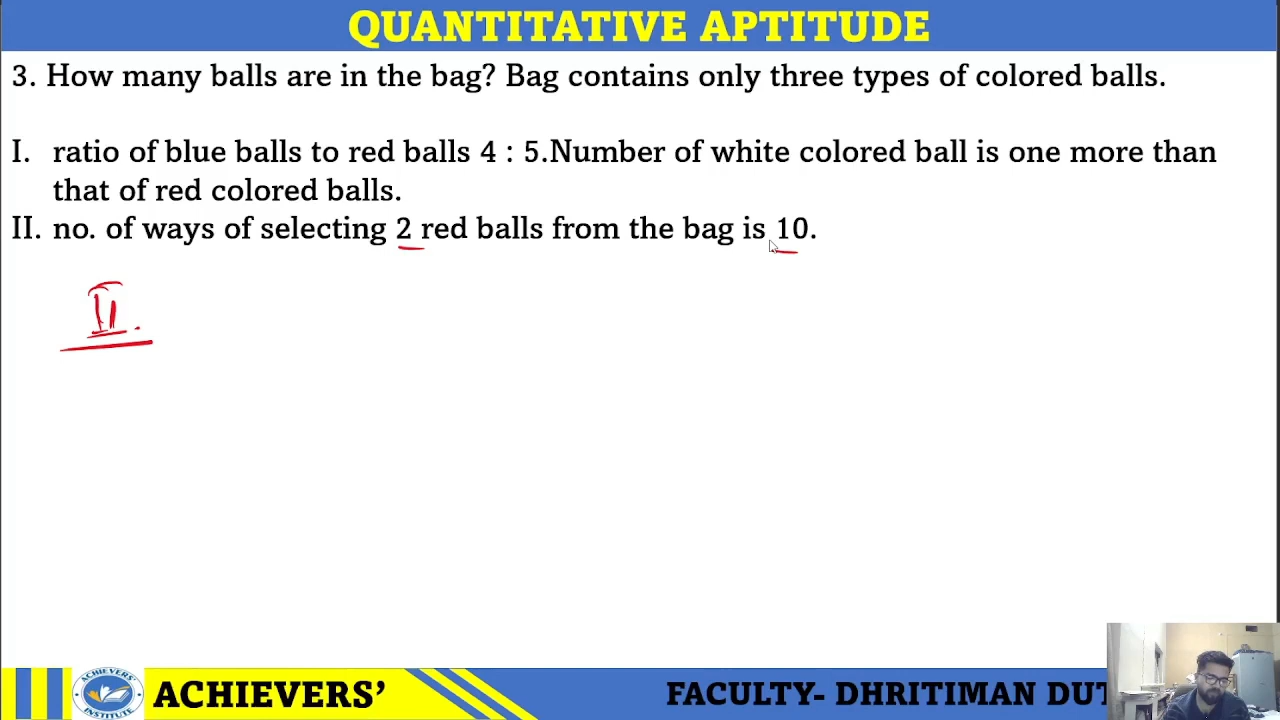 QUANTITATIVE APTITUDE
3. How many balls are in the bag? Bag contains only three types of colored balls.
I. ratio of blue balls to red balls 4 : 5.Number of white colored ball is one more than
that of red colored balls.
II. no. of ways of selecting 2 red balls from the bag is 10.
II.
ACHIEVERS' INSTITUTE
ACHIEVERS’
FACULTY- DHRITIMAN DUT